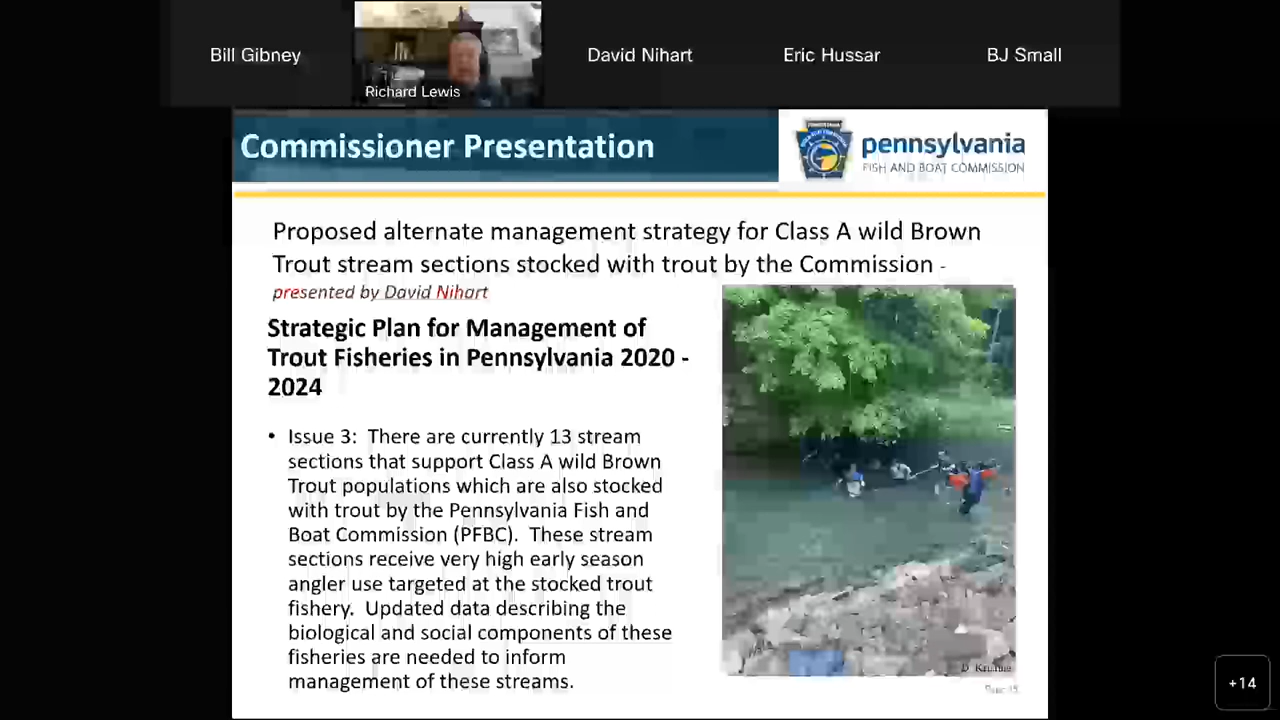 Bill Gibney
Richard Lewis
David Nihart
Eric Hussar
BJ Small
Commissioner Presentation
pennsylvania
FISH AND BOAT COMMISSION
Proposed alternate management strategy for Class A wild Brown
Trout stream sections stocked with trout by the Commission -
presented by David Nihart
Strategic Plan for Management of
Trout Fisheries in Pennsylvania 2020 -
2024
• Issue 3: There are currently 13 stream
sections that support Class A wild Brown
Trout populations which are also stocked
with trout by the Pennsylvania Fish and
Boat Commission (PFBC). These stream
sections receive very high early season
angler use targeted at the stocked trout
fishery. Updated data describing the
biological and social components of these
fisheries are needed to inform
management of these streams.
+14